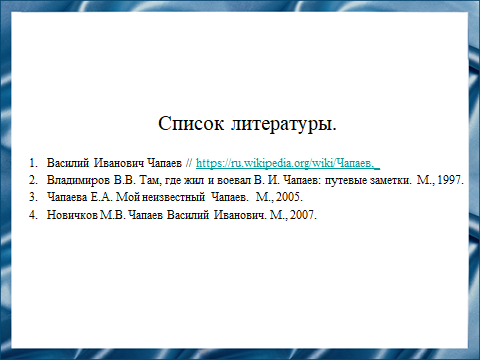 Список литературы.
1. Василий Иванович Чапаев // https://ru.wikipedia.org/wiki/Чапаев,_
2. Владимиров В.В. Там, где жил и воевал В. И. Чапаев: путевые заметки. М., 1997.
3. Чапаева Е.А. Мой неизвестный Чапаев. М., 2005.
4. Новичков М.В. Чапаев Василий Иванович. М., 2007.